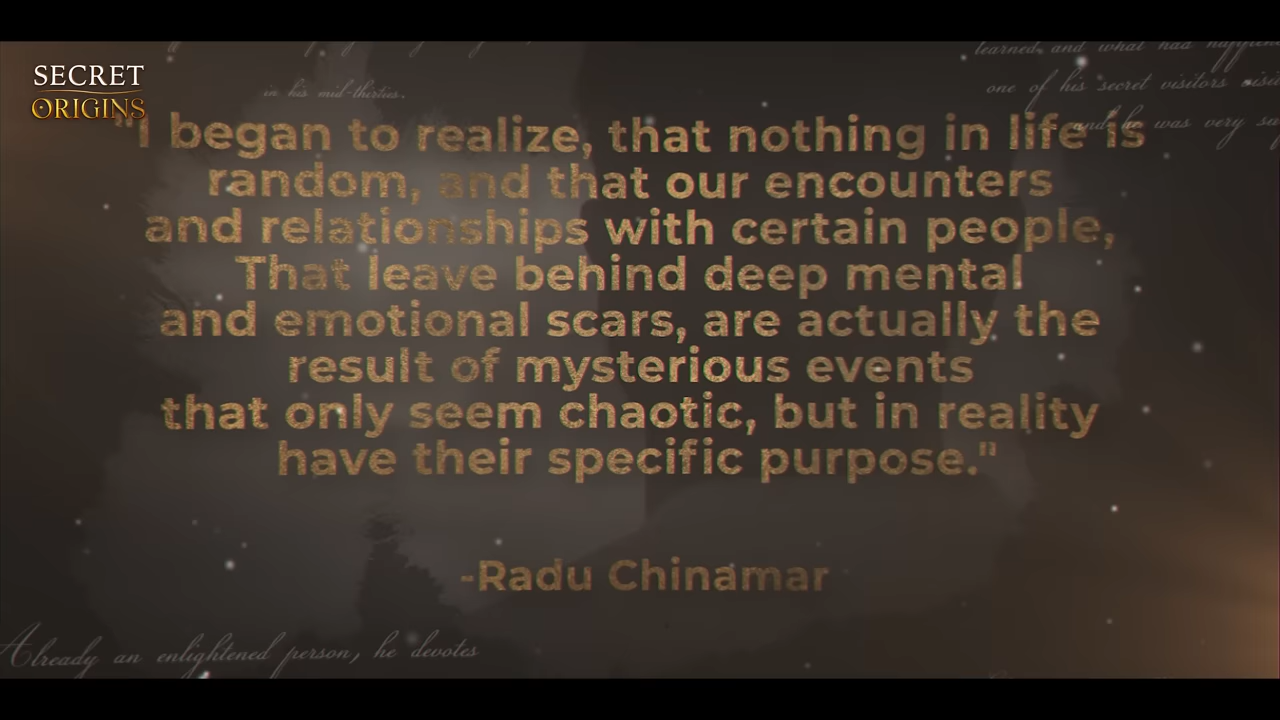 SECRET
ORIGINS
learned, and what had
in his mid-thirties.
one of his secret visitors
and he was very
"I began to realize, that nothing in life is
random, and that our encounters
and relationships with certain people,
That leave behind deep mental
and emotional scars, are actually the
result of mysterious events
that only seem chaotic, but in reality
have their specific purpose."
-Radu Chinamar
Already an enlightened person, he devotes